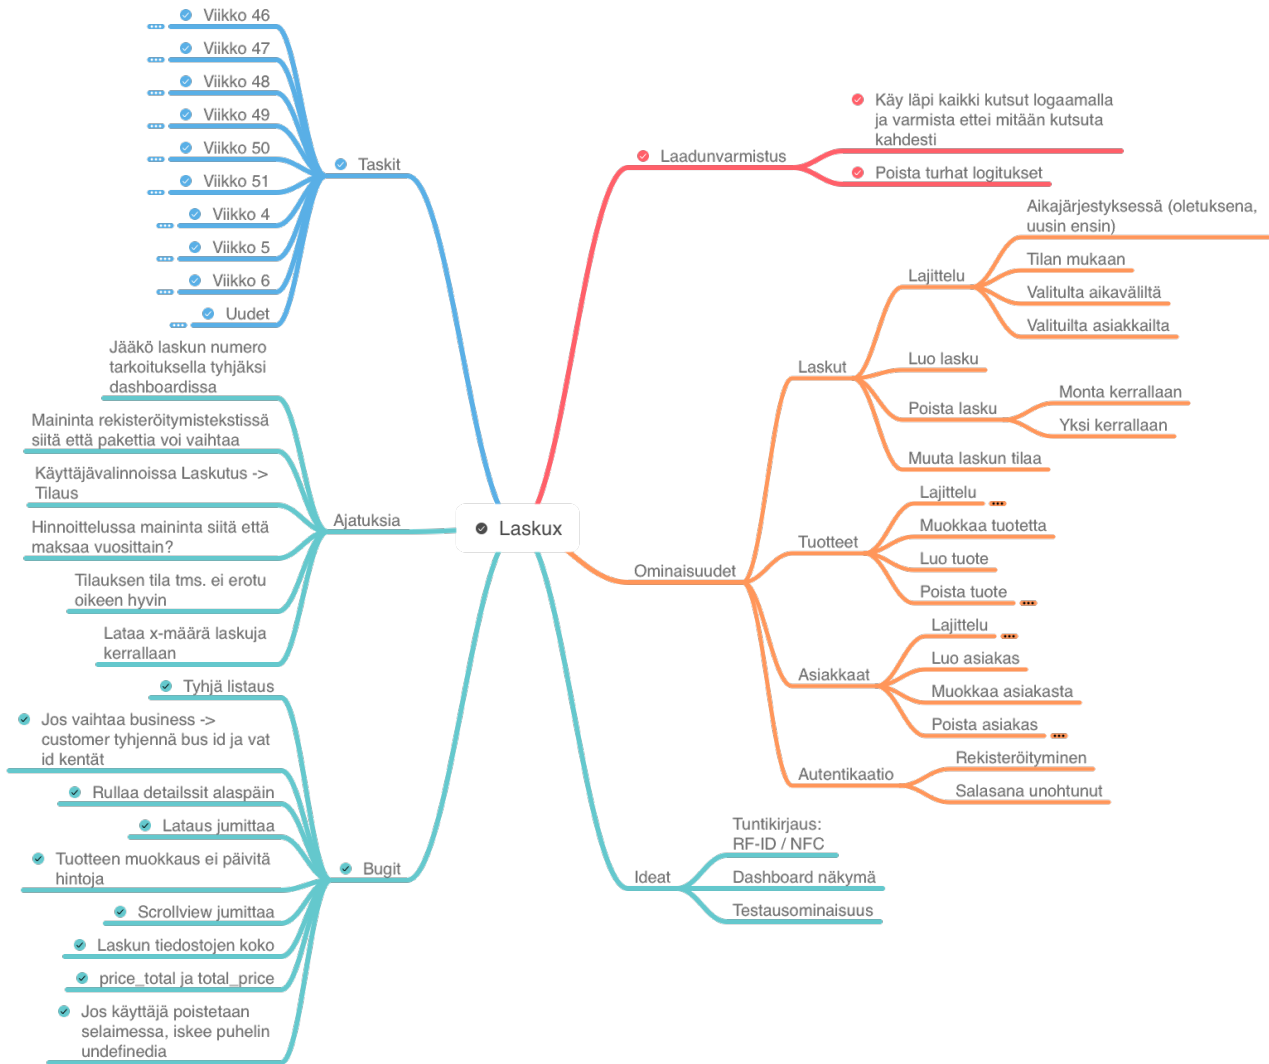 Viikko 46
Viikko 47
Viikko 48
Viikko 49
Viikko 50
Viikko 51
Viikko 4
Viikko 5
Viikko 6
Uudet
Taskit
Jääkö laskun numero
tarkoituksella tyhjäksi
dashboardissa
Maininta rekisteröitymistekstissä
siitä että pakettia voi vaihtaa
Käyttäjävalinnoissa Laskutus ->
Tilaus
Hinnoittelussa maininta siitä että
maksaa vuosittain?
Tilauksen tila tms. ei erotu
oikeen hyvin
Lataa x-määrä laskuja
kerrallaan
Ajatuksia
Tyhjä listaus
Jos vaihtaa business ->
customer tyhjennä bus id ja vat
id kentät
Rullaa detailssit alaspäin
Lataus jumittaa
Tuotteen muokkaus ei päivitä
hintoja
Scrollview jumittaa
Laskun tiedostojen koko
price_total ja total_price
Jos käyttäjä poistetaan
selaimessa, iskee puhelin
undefinedia
Bugit
Laskux
Laadunvarmistus
Käy läpi kaikki kutsut logaamalla
ja varmista ettei mitään kutsuta
kahdesti
Poista turhat logitukset
Ominaisuudet
Laskut
Lajittelu
Aikajärjestyksessä (oletuksena,
uusin ensin)
Tilan mukaan
Valitulta aikaväliltä
Valituilta asiakkailta
Luo lasku
Poista lasku
Monta kerrallaan
Yksi kerrallaan
Muuta laskun tilaa
Tuotteet
Lajittelu
Muokkaa tuotetta
Luo tuote
Poista tuote
Asiakkaat
Lajittelu
Luo asiakas
Muokkaa asiakasta
Poista asiakas
Autentikaatio
Rekisteröityminen
Salasana unohtunut
Ideat
Tuntikirjaus:
RF-ID / NFC
Dashboard näkymä
Testausominaisuus